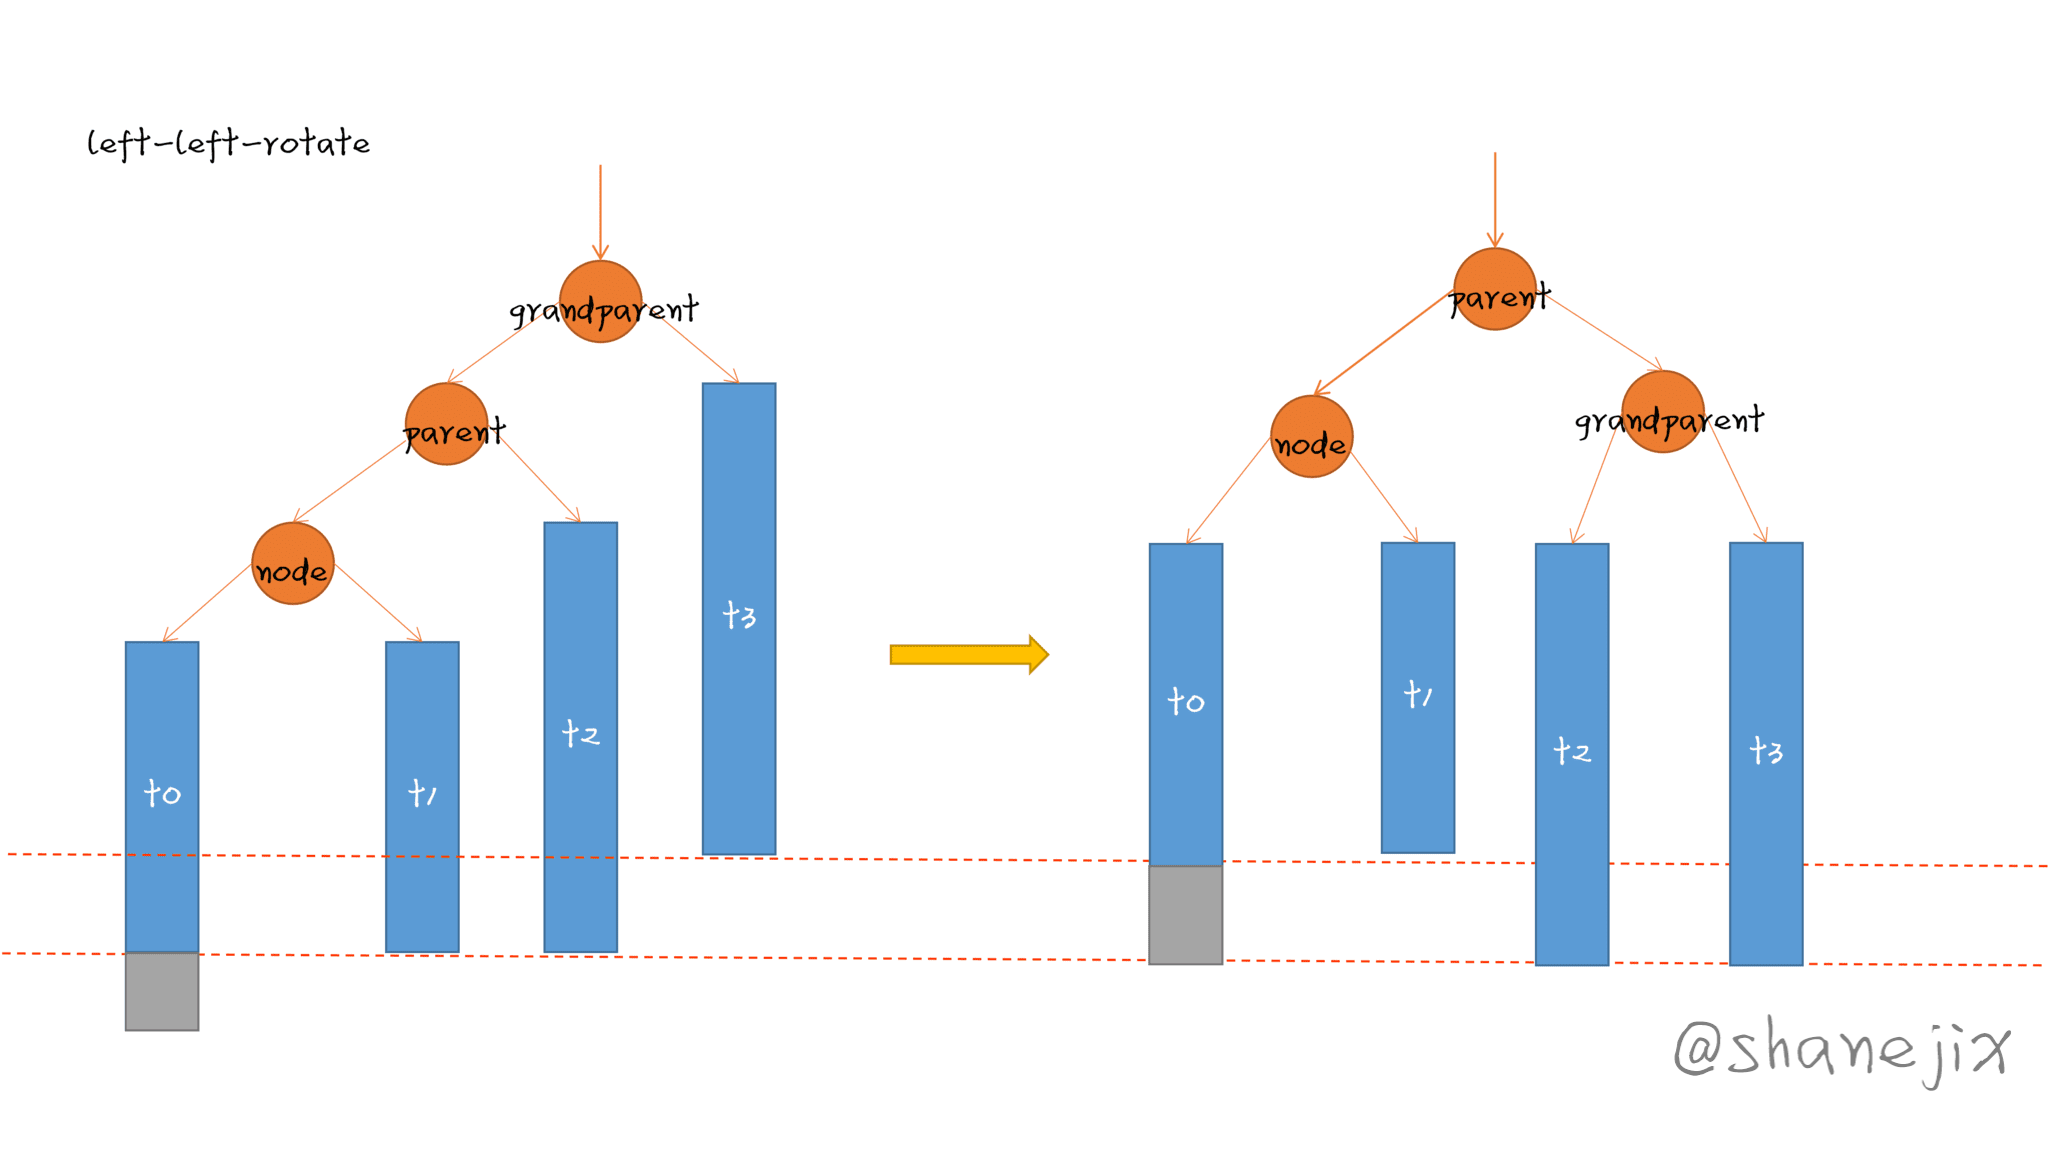 left-left-rotate
grandparent
parent
node
t0
t1
t2
t3
parent
node
grandparent
t0
t1
t2
t3
@shanejix